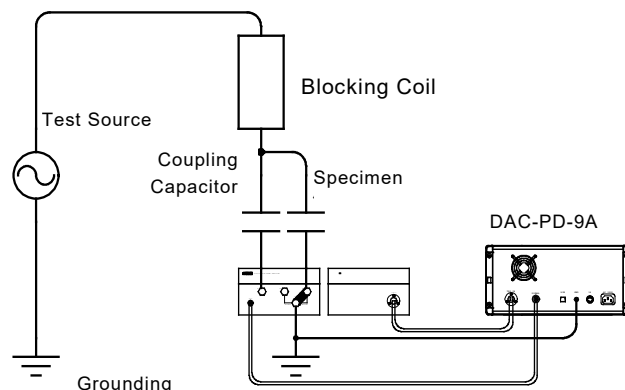 Blocking Coil
Test Source
Coupling
Capacitor
Specimen
DAC-PD-9A
Grounding